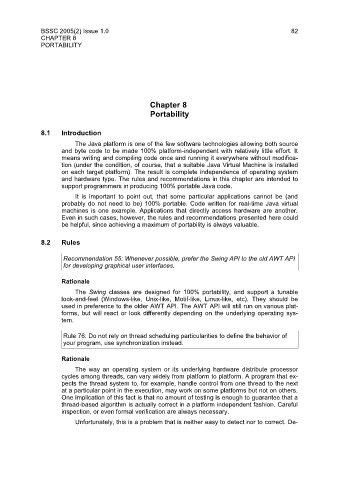 BSSC 2005(2) Issue 1.0 82
CHAPTER 8
PORTABILITY
Chapter 8
Portability
8.1 Introduction
The Java platform is one of the few software technologies allowing both source
and byte code to be made 100% platform-independent with relatively little effort. It
means writing and compiling code once and running it everywhere without modifica-
tion (under the condition, of course, that a suitable Java Virtual Machine is installed
on each target platform). The result is complete independence of operating system
and hardware type. The rules and recommendations in this chapter are intended to
support programmers in producing 100% portable Java code.
It is important to point out, that some particular applications cannot be (and
probably do not need to be) 100% portable. Code written for real-time Java virtual
machines is one example. Applications that directly access hardware are another.
Even in such cases, however, the rules and recommendations presented here could
be helpful, since achieving a maximum of portability is always valuable.
8.2 Rules
Recommendation 55: Whenever possible, prefer the Swing API to the old AWT API
for developing graphical user interfaces.
Rationale
The Swing classes are designed for 100% portability, and support a tunable
look-and-feel (Windows-like, Unix-like, Motif-like, Linux-like, etc). They should be
used in preference to the older AWT API. The AWT API will still run on various plat-
forms, but will react or look differently depending on the underlying operating sys-
tem.
Rule 76: Do not rely on thread scheduling particularities to define the behavior of
your program, use synchronization instead.
Rationale
The way an operating system or its underlying hardware distribute processor
cycles among threads, can vary widely from platform to platform. A program that ex-
pects the thread system to, for example, handle control from one thread to the next
at a particular point in the execution, may work on some platforms but not on others.
One implication of this fact is that no amount of testing is enough to guarantee that a
thread-based algorithm is actually correct in a platform independent fashion. Careful
inspection, or even formal verification are always necessary.
Unfortunately, this is a problem that is neither easy to detect nor to correct. De-